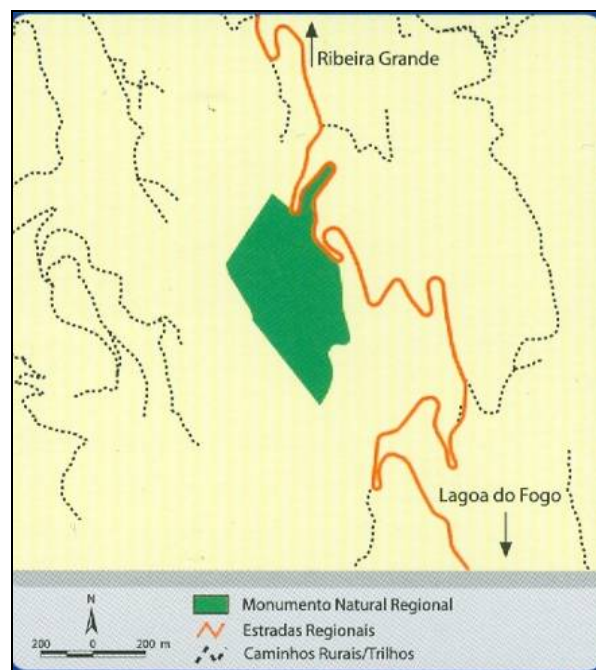 Ribeira Grande
Lagoa do Fogo
N
200 0 200 m
Monumento Natural Regional
Estradas Regionais
Caminhos Rurais/Trilhos